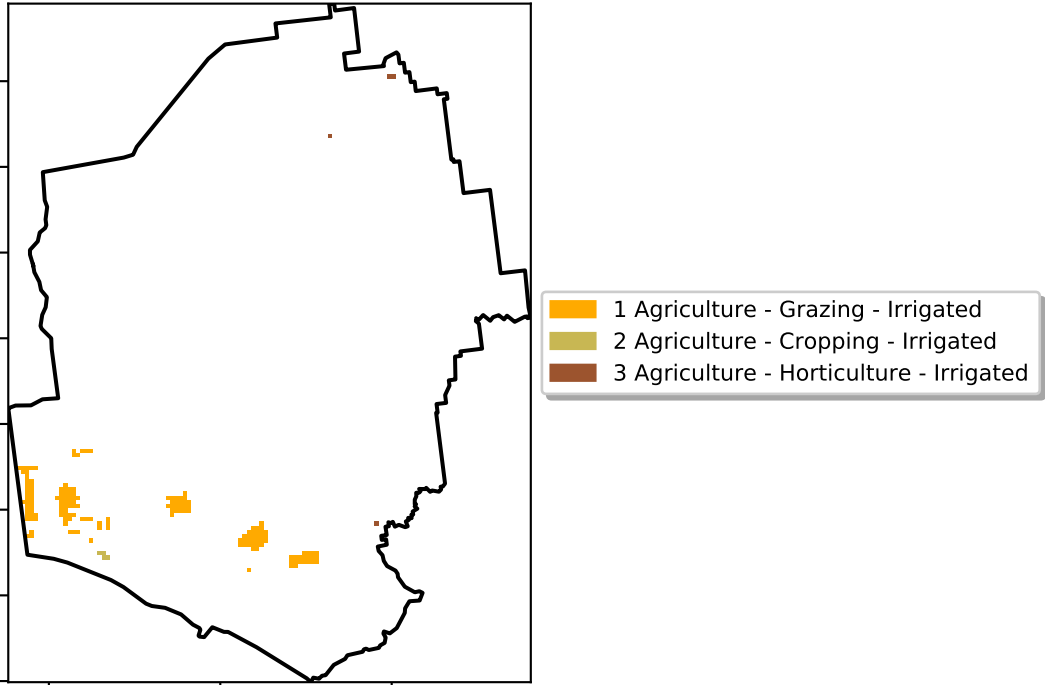 1 Agriculture - Grazing - Irrigated
2 Agriculture - Cropping - Irrigated
3 Agriculture - Horticulture - Irrigated